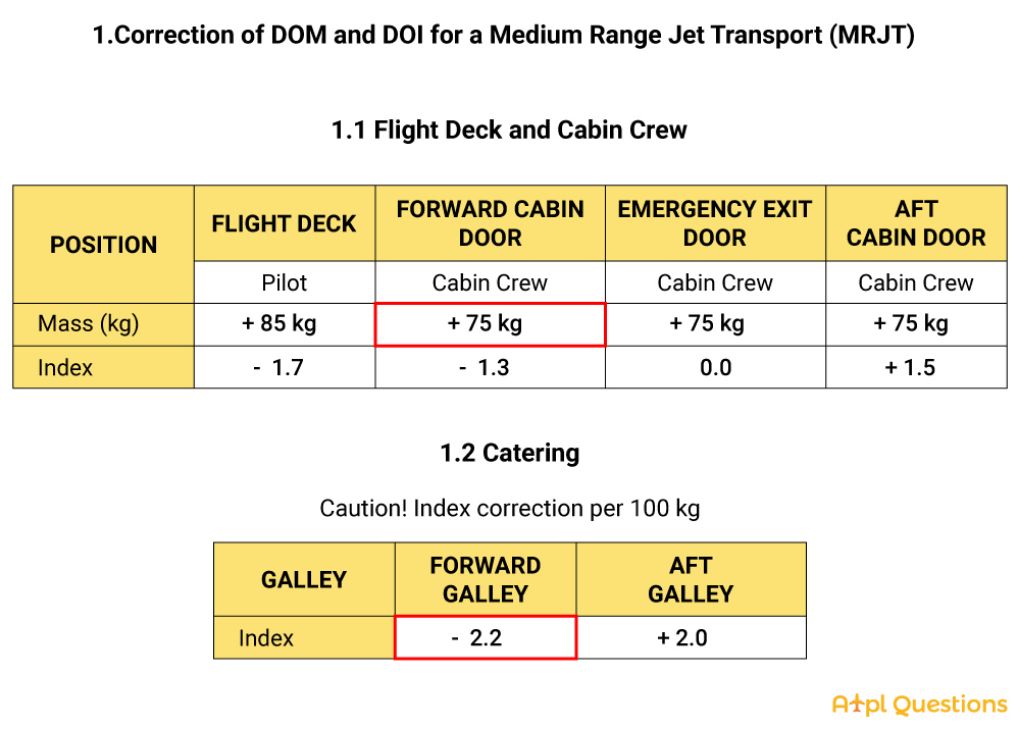 1.Correction of DOM and DOI for a Medium Range Jet Transport (MRJT)
1.1 Flight Deck and Cabin Crew
POSITION
FLIGHT DECK
FORWARD CABIN
DOOR
EMERGENCY EXIT
DOOR
AFT
CABIN DOOR
Pilot
Cabin Crew
Cabin Crew
Cabin Crew
Mass (kg)
+ 85 kg
+ 75 kg
+ 75 kg
+ 75 kg
Index
- 1.7
- 1.3
0.0
+ 1.5
1.2 Catering
Caution! Index correction per 100 kg
GALLEY
FORWARD
GALLEY
AFT
GALLEY
Index
- 2.2
+ 2.0
Atpl Questions